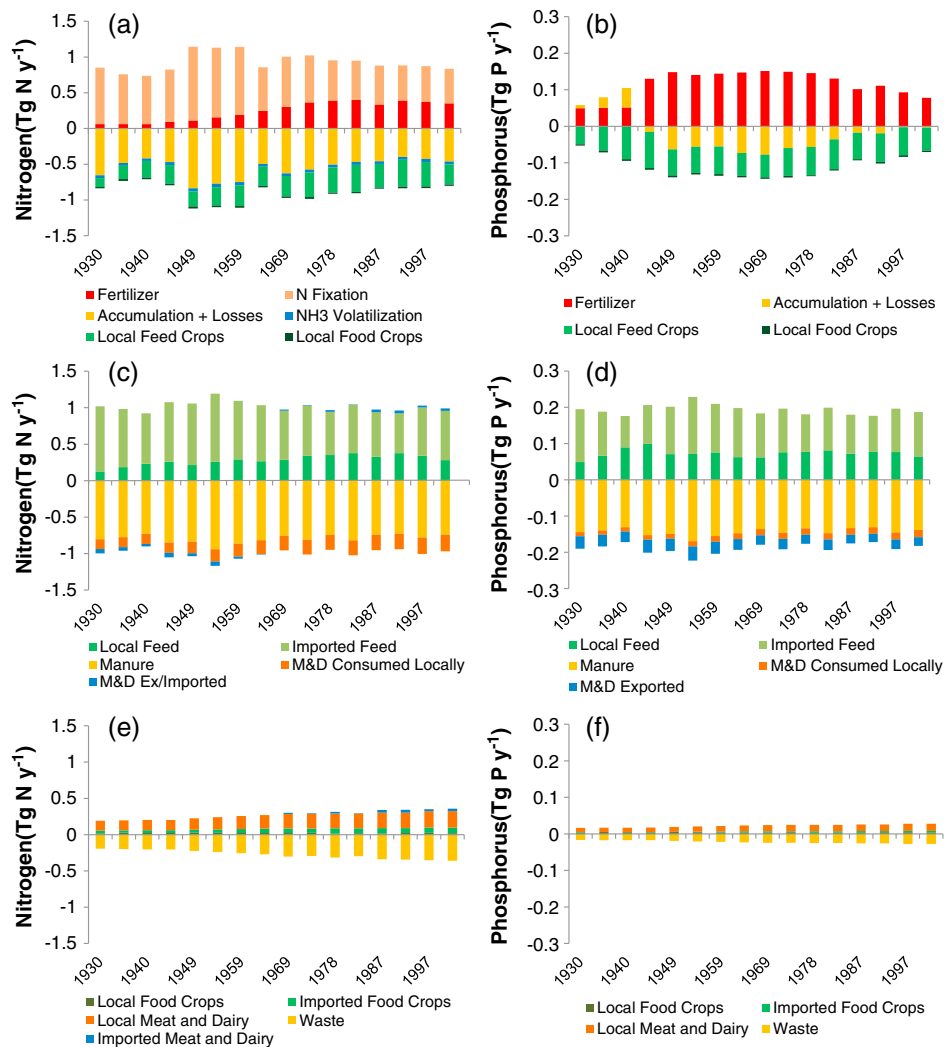 (a)
Nitrogen(Tg N y-1)
1.5
1
0.5
0
-0.5
-1
-1.5
1930
1940
1949
1959
1969
1978
1987
1997
Fertilizer
N Fixation
Accumulation + Losses
NH3 Volatilization
Local Feed Crops
Local Food Crops
(b)
Phosphorus(Tg P y-1)
0.3
0.2
0.1
0
-0.1
-0.2
-0.3
1930
1940
1949
1959
1969
1978
1987
1997
Fertilizer
Accumulation + Losses
Local Feed Crops
Local Food Crops
(c)
Nitrogen(Tg N y-1)
1.5
1
0.5
0
-0.5
-1
-1.5
1930
1940
1949
1959
1969
1978
1987
1997
Local Feed
Imported Feed
Manure
M&D Consumed Locally
M&D Ex/Imported
(d)
Phosphorus(Tg P y-1)
0.3
0.2
0.1
0
-0.1
-0.2
-0.3
1930
1940
1949
1959
1969
1978
1987
1997
Local Feed
Imported Feed
Manure
M&D Consumed Locally
M&D Exported
(e)
Nitrogen(Tg N y-1)
1.5
1
0.5
0
-0.5
-1
-1.5
1930
1940
1949
1959
1969
1978
1987
1997
Local Food Crops
Imported Food Crops
Local Meat and Dairy
Waste
Imported Meat and Dairy
(f)
Phosphorus(Tg P y-1)
0.3
0.2
0.1
0
-0.1
-0.2
-0.3
1930
1940
1949
1959
1969
1978
1987
1997
Local Food Crops
Imported Food Crops
Local Meat and Dairy
Waste